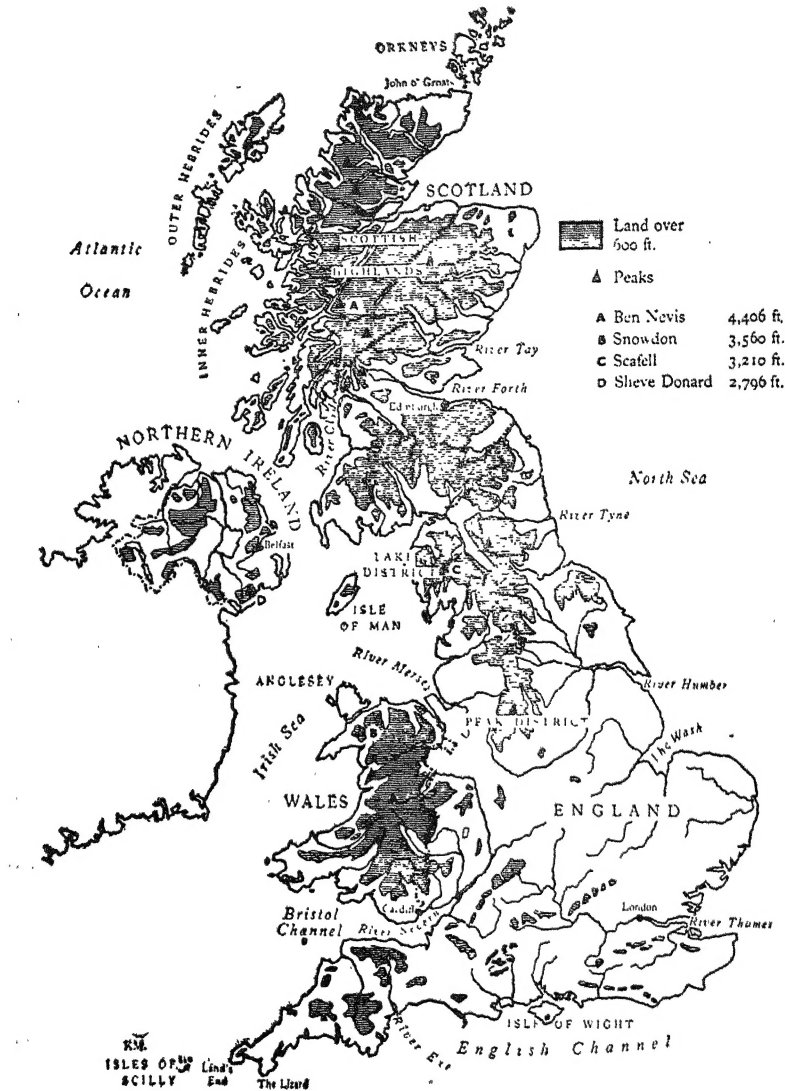 ORKNEYS
John o' Groats
OUTER HEBRIDES
SCOTLAND
Atlantic
Ocean
INNER HEBRIDES
SCOTTISH
HIGHLANDS
A
Land over
600 ft.
Peaks
A Ben Nevis 4,406 ft.
B Snowdon 3,560 ft.
C Scafell 3,210 ft.
D Slieve Donard 2,796 ft.
River Tay
River Forth
NORTHERN IRELAND
North Sea
River Tyne
Belfast
LAKE
DISTRICT
C
ISLE
OF MAN
River Mersey
ANGLESEY
River Humber
PEAK DISTRICT
The Wash
Irish Sea
B
WALES
ENGLAND
Cardiff
London
Bristol
Channel
River Severn
River Thames
ISLE OF WIGHT
River Exe
English Channel
ISLES OF
SCILLY
Land's
End
The Lizard